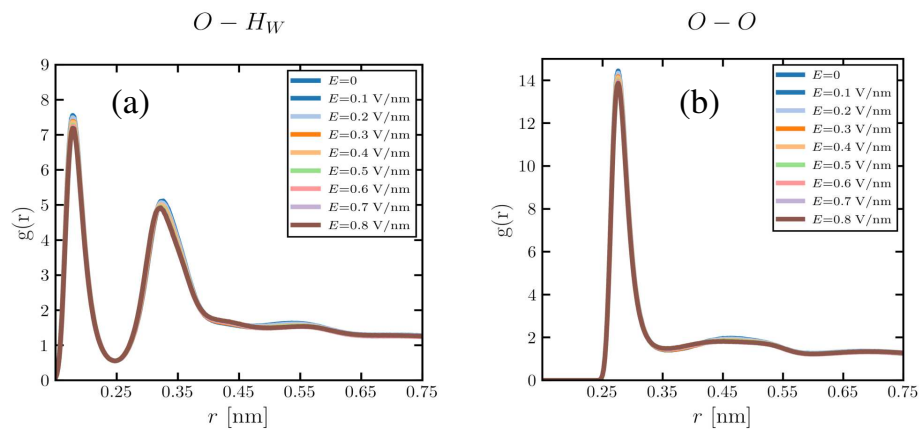 O − H_W
O − O
(a)
E=0
E=0.1 V/nm
E=0.2 V/nm
E=0.3 V/nm
E=0.4 V/nm
E=0.5 V/nm
E=0.6 V/nm
E=0.7 V/nm
E=0.8 V/nm
g(r)
9
8
7
6
5
4
3
2
1
0
0.25 0.35 0.45 0.55 0.65 0.75
r [nm]
(b)
E=0
E=0.1 V/nm
E=0.2 V/nm
E=0.3 V/nm
E=0.4 V/nm
E=0.5 V/nm
E=0.6 V/nm
E=0.7 V/nm
E=0.8 V/nm
g(r)
14
12
10
8
6
4
2
0
0.25 0.35 0.45 0.55 0.65 0.75
r [nm]